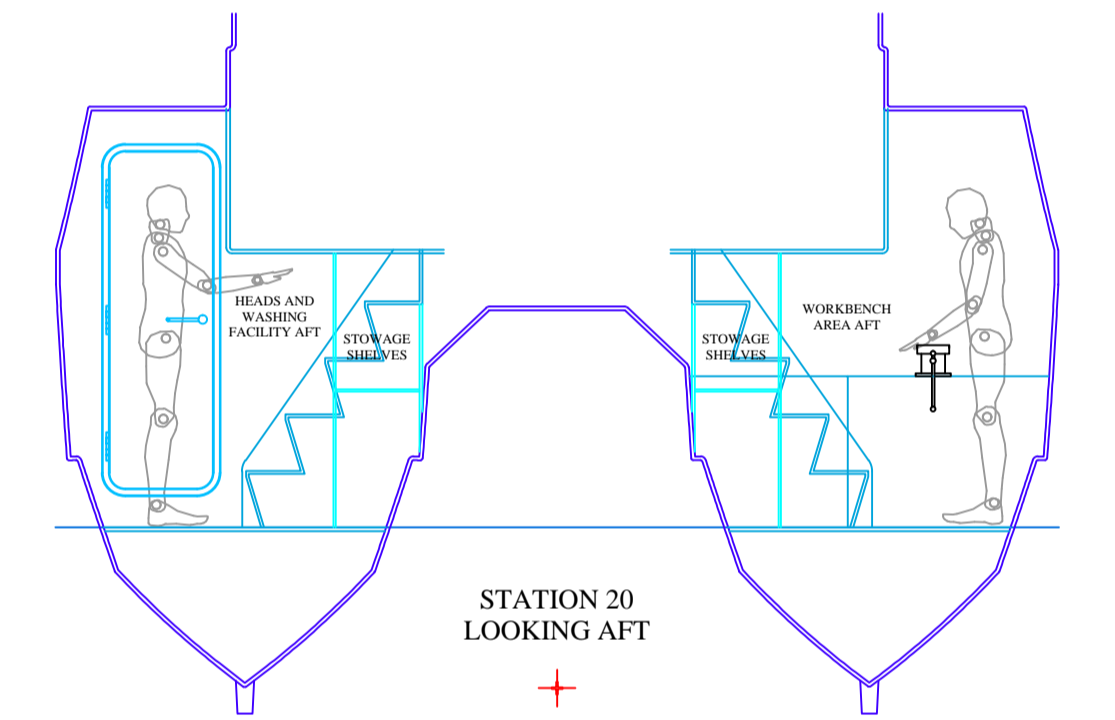 HEADS AND
WASHING
FACILITY AFT
STOWAGE
SHELVES
STOWAGE
SHELVES
WORKBENCH
AREA AFT
STATION 20
LOOKING AFT